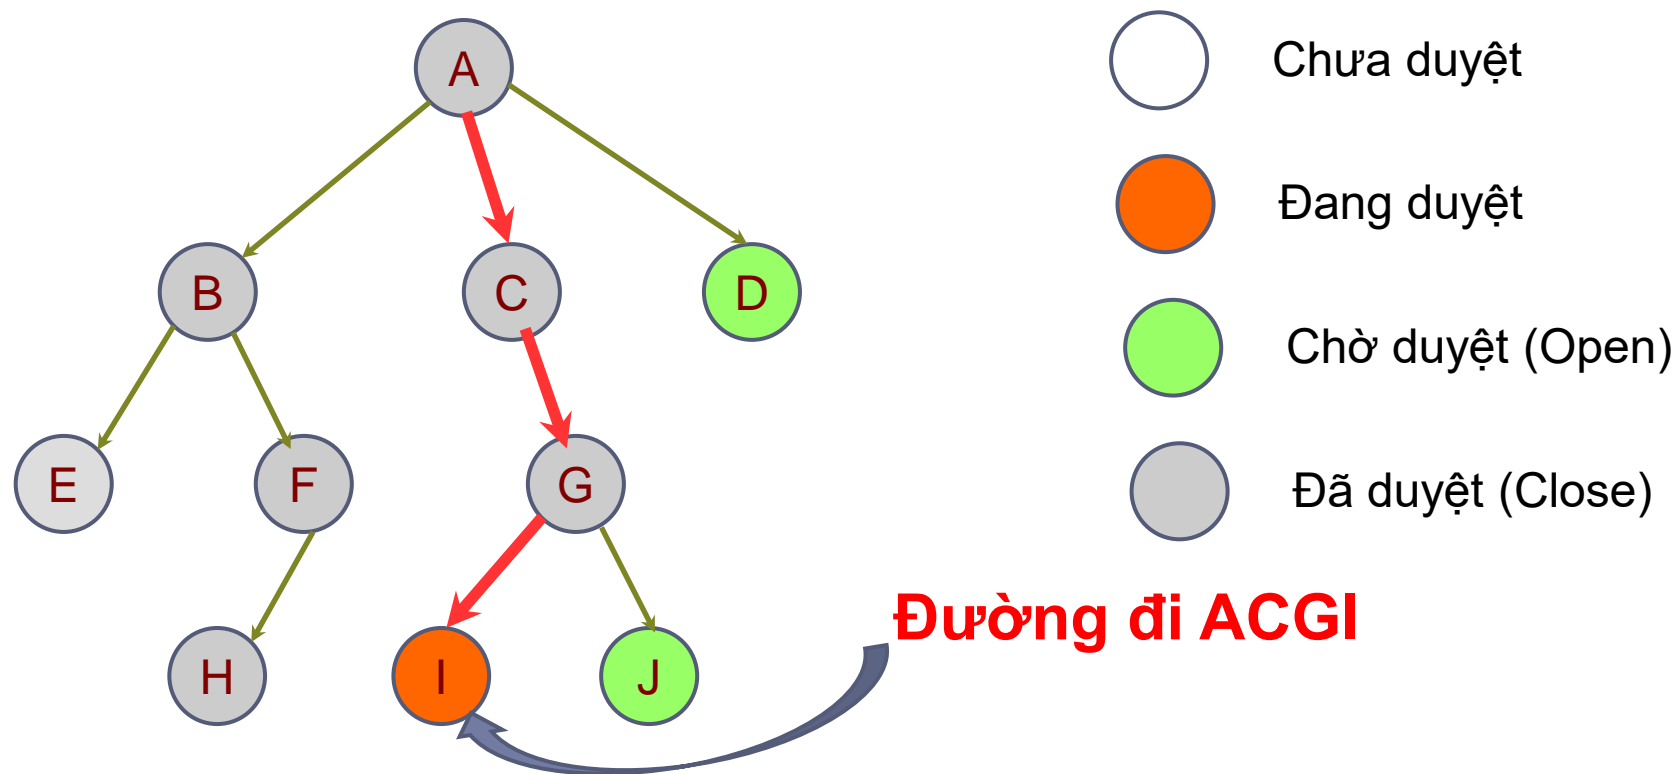 A
B
C
D
E
F
G
H
I
J
Chưa duyệt
Đang duyệt
Chờ duyệt (Open)
Đã duyệt (Close)
Đường đi ACGI